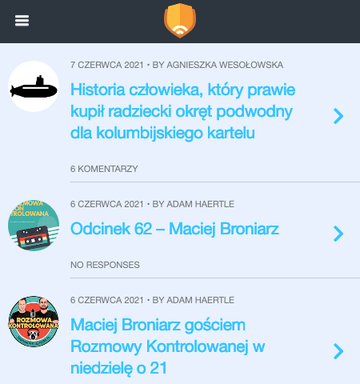 7 CZERWCA 2021 • BY AGNIESZKA WESOŁOWSKA
Historia człowieka, który prawie
kupił radziecki okręt podwodny
dla kolumbijskiego kartelu
6 KOMENTARZY
6 CZERWCA 2021 • BY ADAM HAERTLE
Odcinek 62 – Maciej Broniarz
NO RESPONSES
6 CZERWCA 2021 • BY ADAM HAERTLE
ROZMOWA
KONTROLOWANA
Maciej Broniarz gościem
Rozmowy Kontrolowanej w
niedzielę o 21